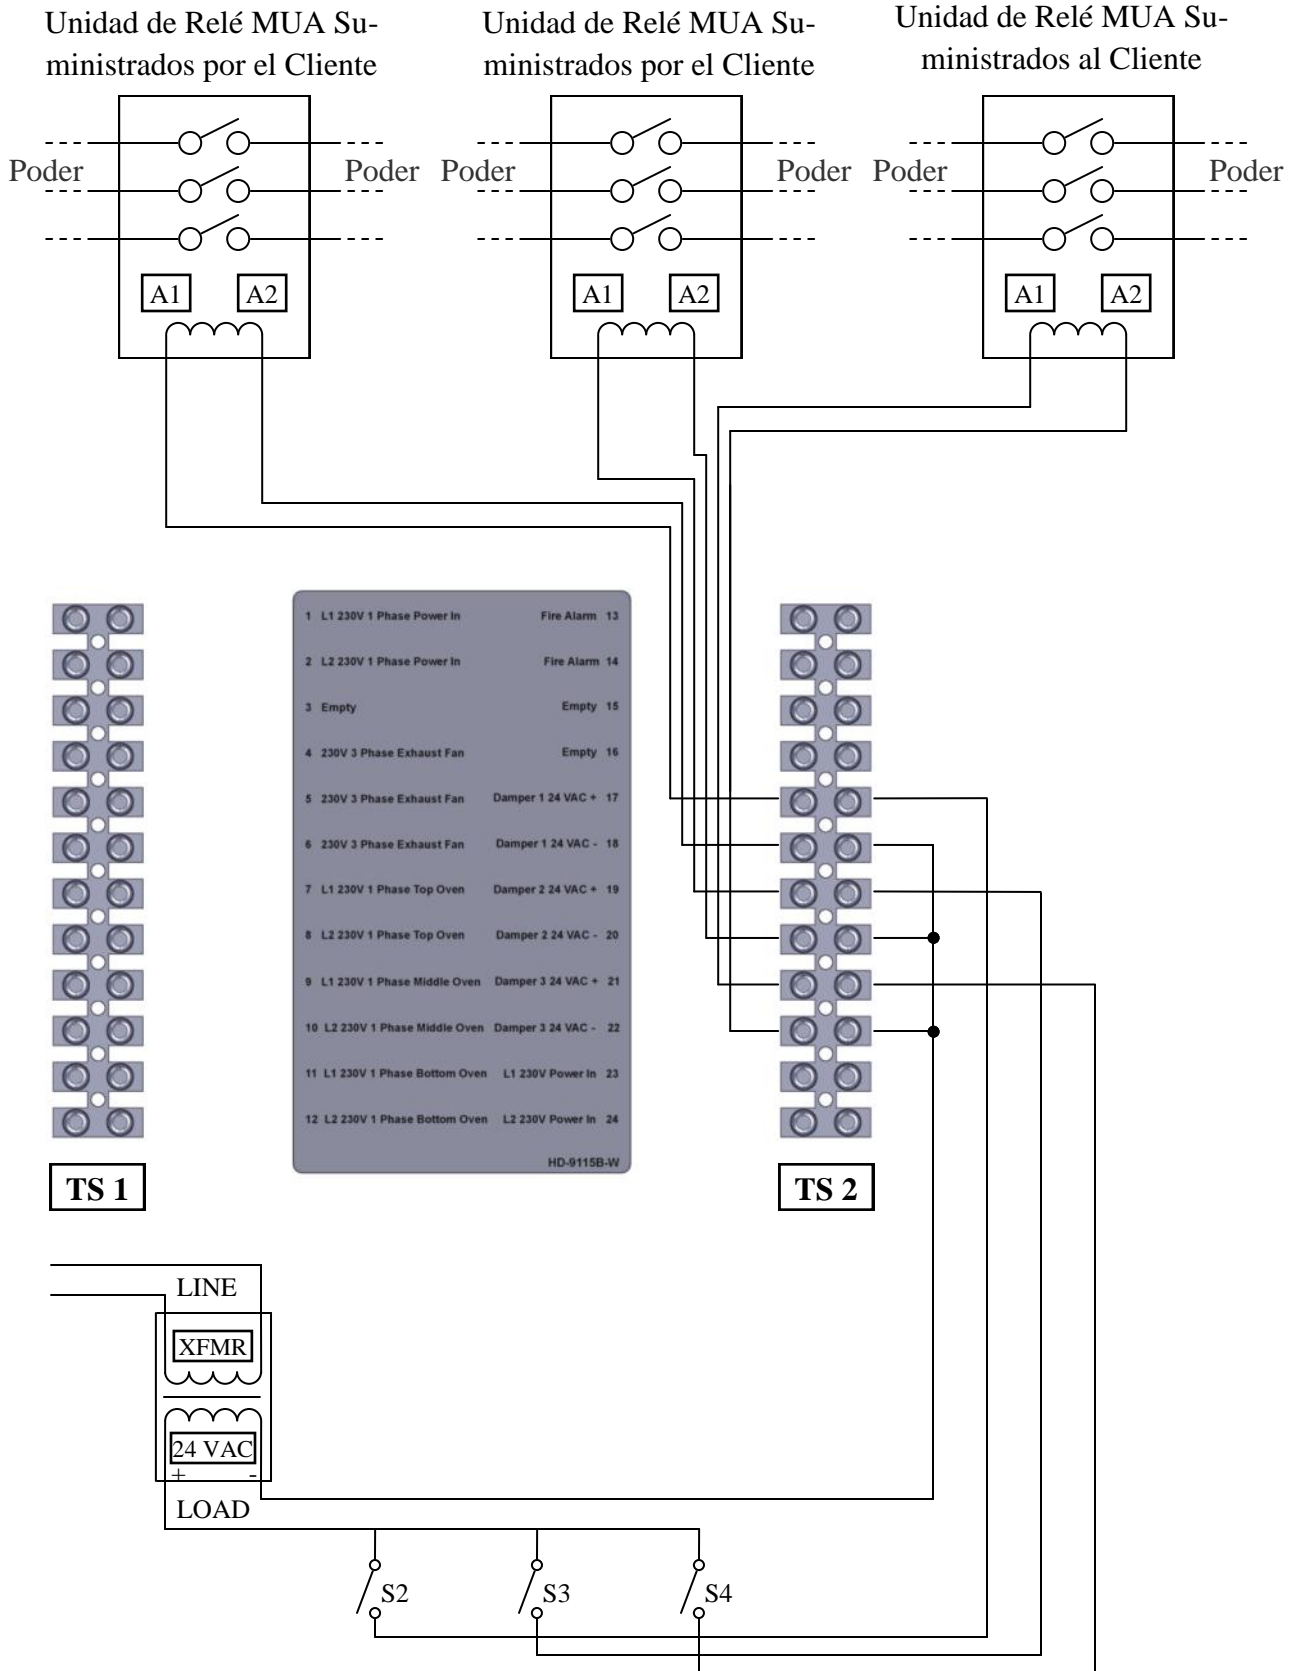 Unidad de Relé MUA Su-
ministrados por el Cliente
Unidad de Relé MUA Su-
ministrados por el Cliente
Unidad de Relé MUA Su-
ministrados al Cliente
Poder
Poder
Poder
Poder
Poder
Poder
A1
A2
A1
A2
A1
A2
1 L1 230V 1 Phase Power In
Fire Alarm 13
2 L2 230V 1 Phase Power In
Fire Alarm 14
3 Empty
Empty 15
4 230V 3 Phase Exhaust Fan
Empty 16
5 230V 3 Phase Exhaust Fan
Damper 1 24 VAC + 17
6 230V 3 Phase Exhaust Fan
Damper 1 24 VAC - 18
7 L1 230V 1 Phase Top Oven
Damper 2 24 VAC + 19
8 L2 230V 1 Phase Top Oven
Damper 2 24 VAC - 20
9 L1 230V 1 Phase Middle Oven
Damper 3 24 VAC + 21
10 L2 230V 1 Phase Middle Oven
Damper 3 24 VAC - 22
11 L1 230V 1 Phase Bottom Oven
L1 230V Power In 23
12 L2 230V 1 Phase Bottom Oven
L2 230V Power In 24
HD-9115B-W
TS 1
TS 2
LINE
XFMR
24 VAC
+ -
LOAD
S2
S3
S4